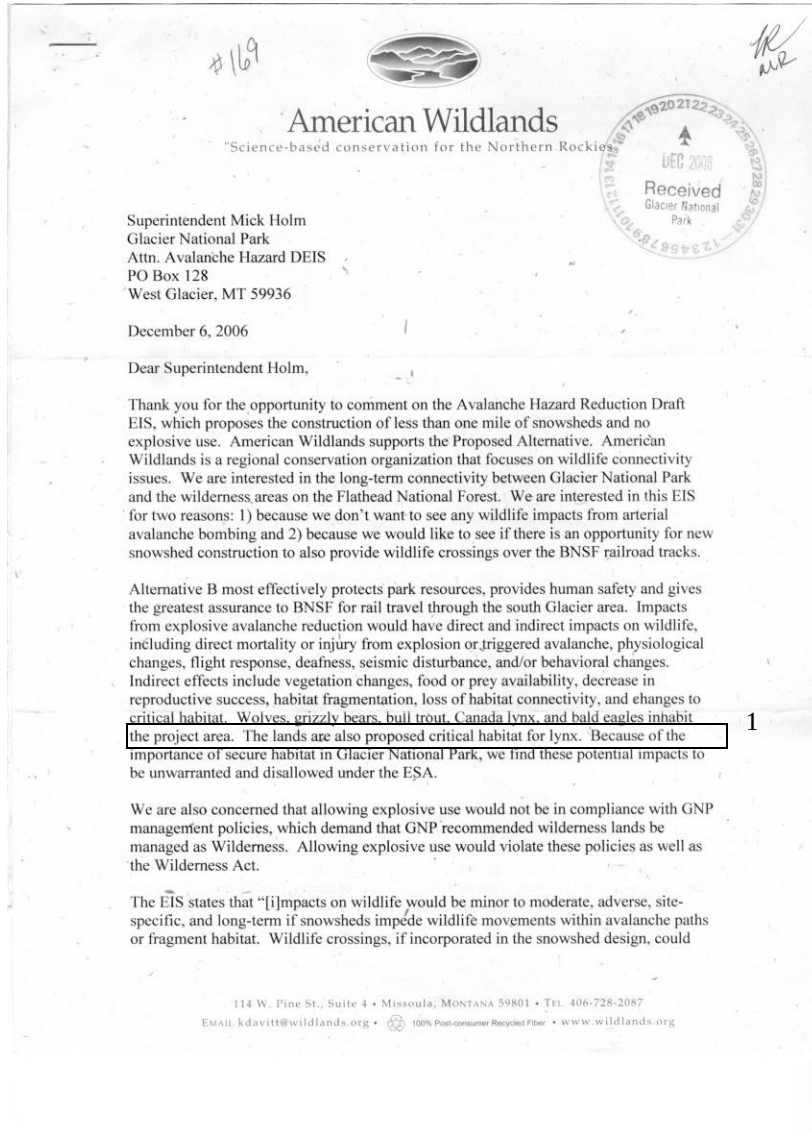 #169
American Wildlands
"Science-based conservation for the Northern Rockies
DEC 2006
Received
Glacier National
Park
Superintendent Mick Holm
Glacier National Park
Attn. Avalanche Hazard DEIS
PO Box 128
West Glacier, MT 59936
December 6, 2006
Dear Superintendent Holm,
Thank you for the opportunity to comment on the Avalanche Hazard Reduction Draft
EIS, which proposes the construction of less than one mile of snowsheds and no
explosive use.  American Wildlands supports the Proposed Alternative.  American
Wildlands is a regional conservation organization that focuses on wildlife connectivity
issues.  We are interested in the long-term connectivity between Glacier National Park
and the wilderness areas on the Flathead National Forest.  We are interested in this EIS
for two reasons: 1) because we don't want to see any wildlife impacts from arterial
avalanche bombing and 2) because we would like to see if there is an opportunity for new
snowshed construction to also provide wildlife crossings over the BNSF railroad tracks.
Alternative B most effectively protects park resources, provides human safety and gives
the greatest assurance to BNSF for rail travel through the south Glacier area.  Impacts
from explosive avalanche reduction would have direct and indirect impacts on wildlife,
including direct mortality or injury from explosion or triggered avalanche, physiological
changes, flight response, deafness, seismic disturbance, and/or behavioral changes.
Indirect effects include vegetation changes, food or prey availability, decrease in
reproductive success, habitat fragmentation, loss of habitat connectivity, and changes to
critical habitat.  Wolves, grizzly bears, bull trout, Canada lynx, and bald eagles inhabit
the project area.  The lands are also proposed critical habitat for lynx.  Because of the
1
importance of secure habitat in Glacier National Park, we find these potential impacts to
be unwarranted and disallowed under the ESA.
We are also concerned that allowing explosive use would not be in compliance with GNP
management policies, which demand that GNP recommended wilderness lands be
managed as Wilderness.  Allowing explosive use would violate these policies as well as
the Wilderness Act.
The EIS states that "[i]mpacts on wildlife would be minor to moderate, adverse, site-
specific, and long-term if snowsheds impede wildlife movements within avalanche paths
or fragment habitat.  Wildlife crossings, if incorporated in the snowshed design, could
114 W. Pine St., Suite 4 • Missoula, MONTANA 59801 • TEL 406-728-2087
EMAIL kdavitt@wildlands.org • 100% Post-consumer Recycled Fiber • www.wildlands.org